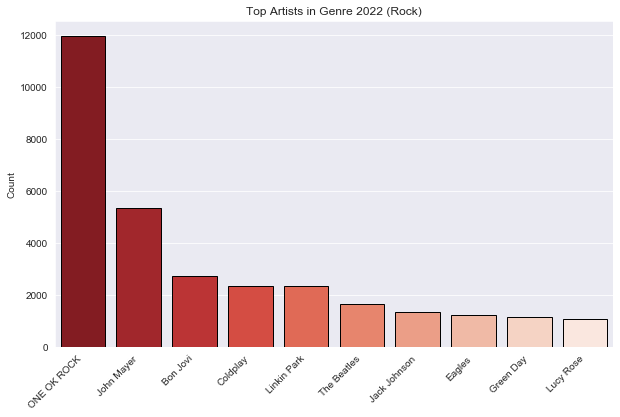 Top Artists in Genre 2022 (Rock)
12000
10000
8000
6000
4000
2000
0
Count
ONE OK ROCK
John Mayer
Bon Jovi
Coldplay
Linkin Park
The Beatles
Jack Johnson
Eagles
Green Day
Lucy Rose